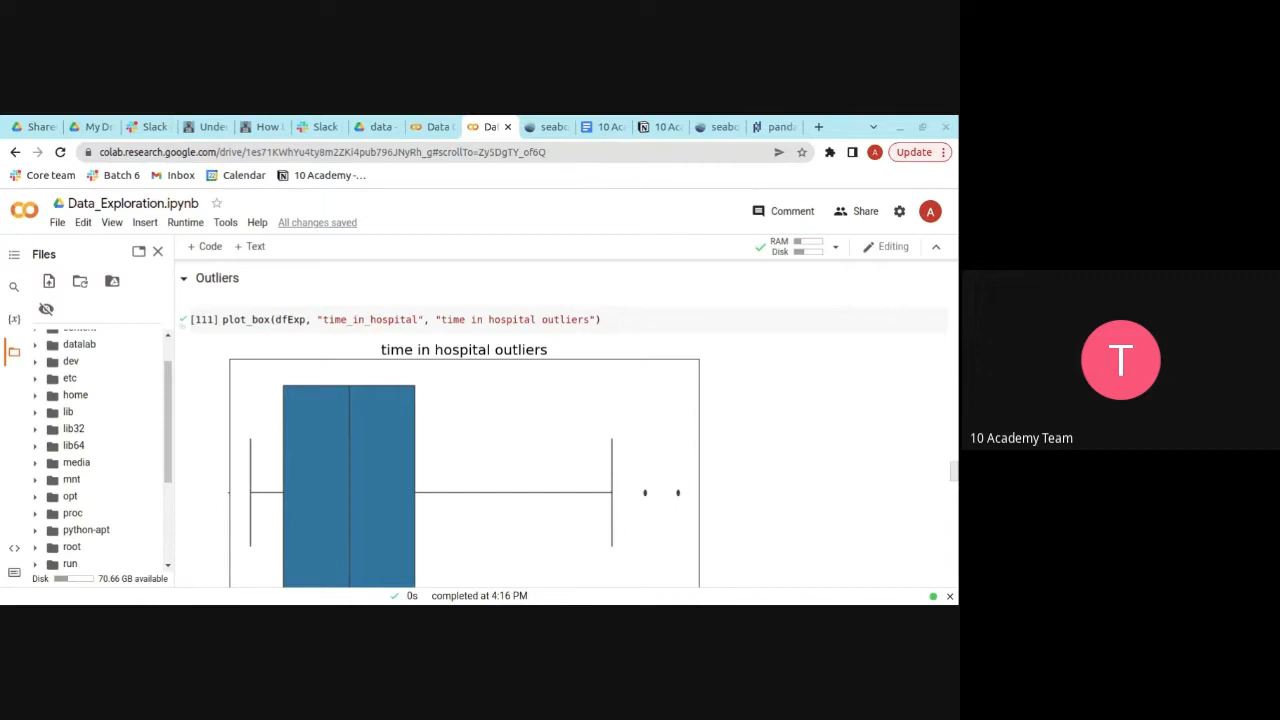 Share
My Dr
Slack
Unde
How I
Slack
data -
Data C
Dat
seabo
10 Aca
10 Aca
seabo
panda
colab.research.google.com/drive/1es71KWhYu4ty8m2ZKi4pub796JNyRh_g#scrollTo=Zy5DgTY_of6Q
A
Update
Core team
Batch 6
Inbox
Calendar
10 Academy -...
Data_Exploration.ipynb
Comment
Share
A
File Edit View Insert Runtime Tools Help All changes saved
Files
+ Code + Text
RAM
Disk
Editing
Outliers
{x}
[111] plot_box(dfExp, "time_in_hospital", "time in hospital outliers")
time in hospital outliers
datalab
dev
etc
home
lib
lib32
lib64
media
mnt
opt
proc
python-apt
root
run
Disk 70.66 GB available
0s completed at 4:16 PM
T
10 Academy Team